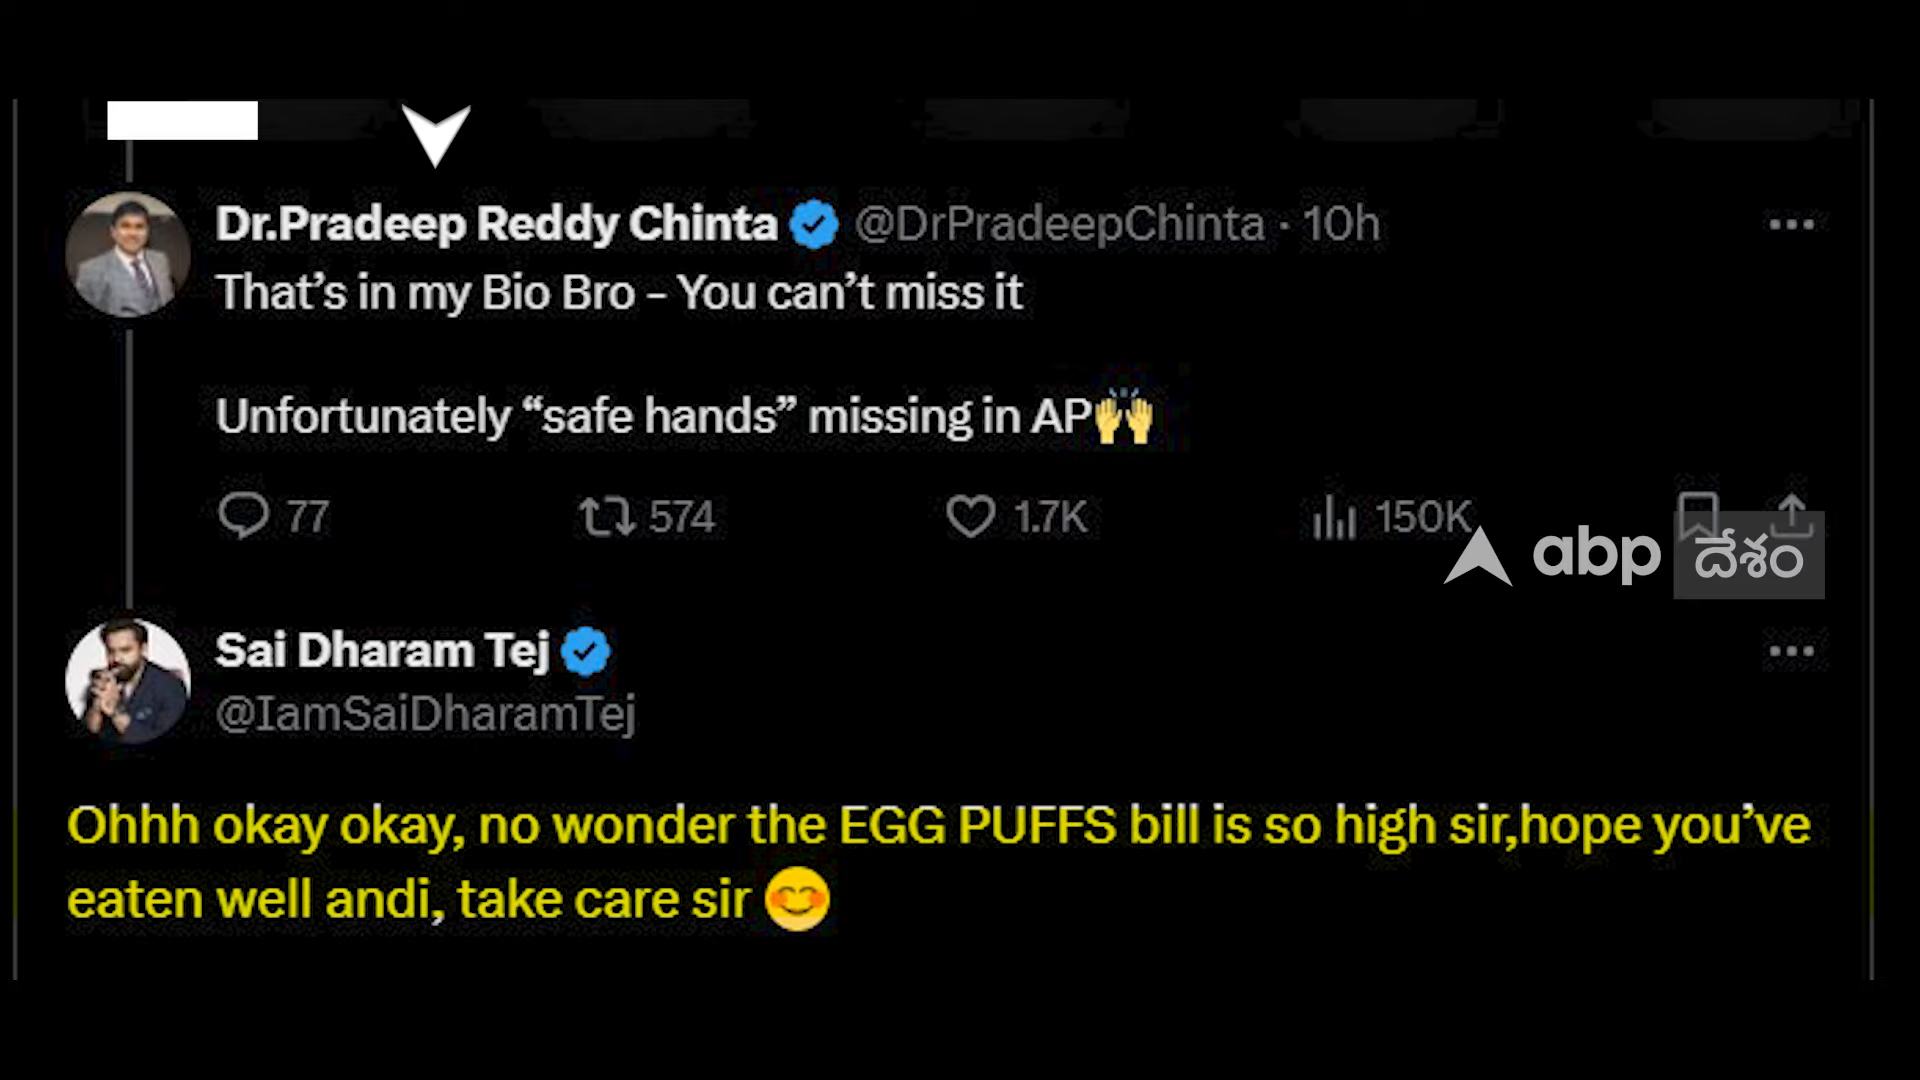 Dr.Pradeep Reddy Chinta @DrPradeepChinta · 10h
That’s in my Bio Bro – You can’t miss it
Unfortunately “safe hands” missing in AP🙌
77 574 1.7K 150K
abp దేశం
Sai Dharam Tej
@IamSaiDharamTej
Ohhh okay okay, no wonder the EGG PUFFS bill is so high sir,hope you’ve
eaten well andi, take care sir 😊